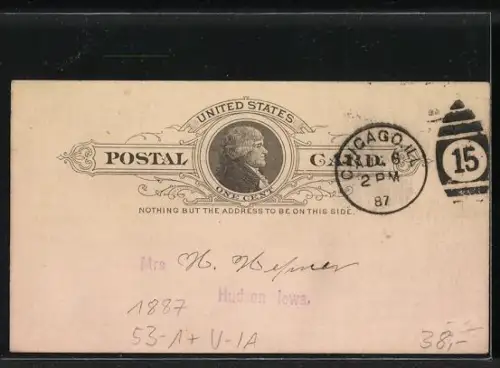 UNITED STATES
POSTAL CARD.
ONE CENT
NOTHING BUT THE ADDRESS TO BE ON THIS SIDE.
CHICAGO, ILL.
6
2 PM
87
15
Mrs
Hudson Iowa.
1887
53-1+ V-1A
38,-